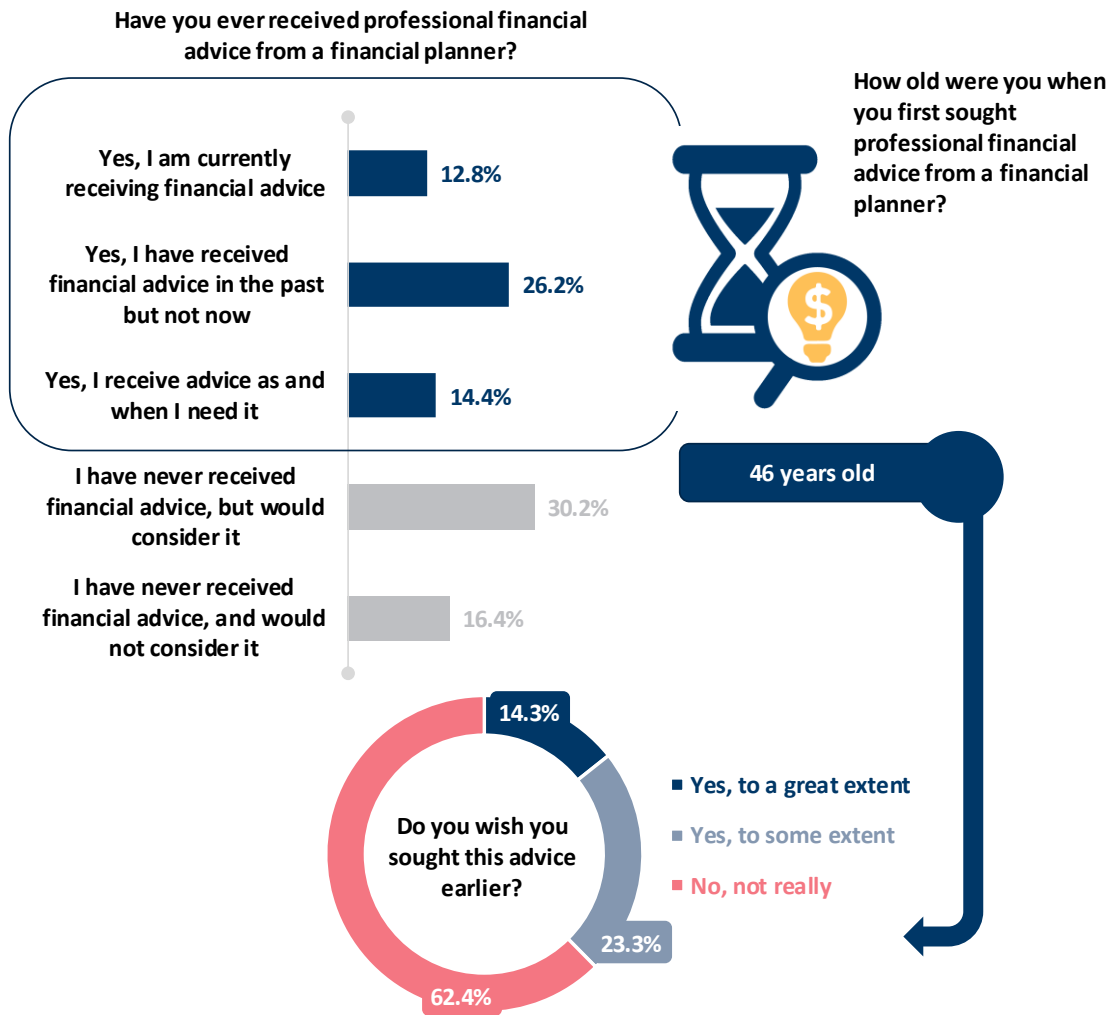 Have you ever received professional financial
advice from a financial planner?
Yes, I am currently
receiving financial advice
12.8%
Yes, I have received
financial advice in the past
but not now
26.2%
Yes, I receive advice as and
when I need it
14.4%
I have never received
financial advice, but would
consider it
30.2%
I have never received
financial advice, and would
not consider it
16.4%
How old were you when
you first sought
professional financial
advice from a financial
planner?
$
46 years old
14.3%
Do you wish you
sought this advice
earlier?
23.3%
62.4%
Yes, to a great extent
Yes, to some extent
No, not really